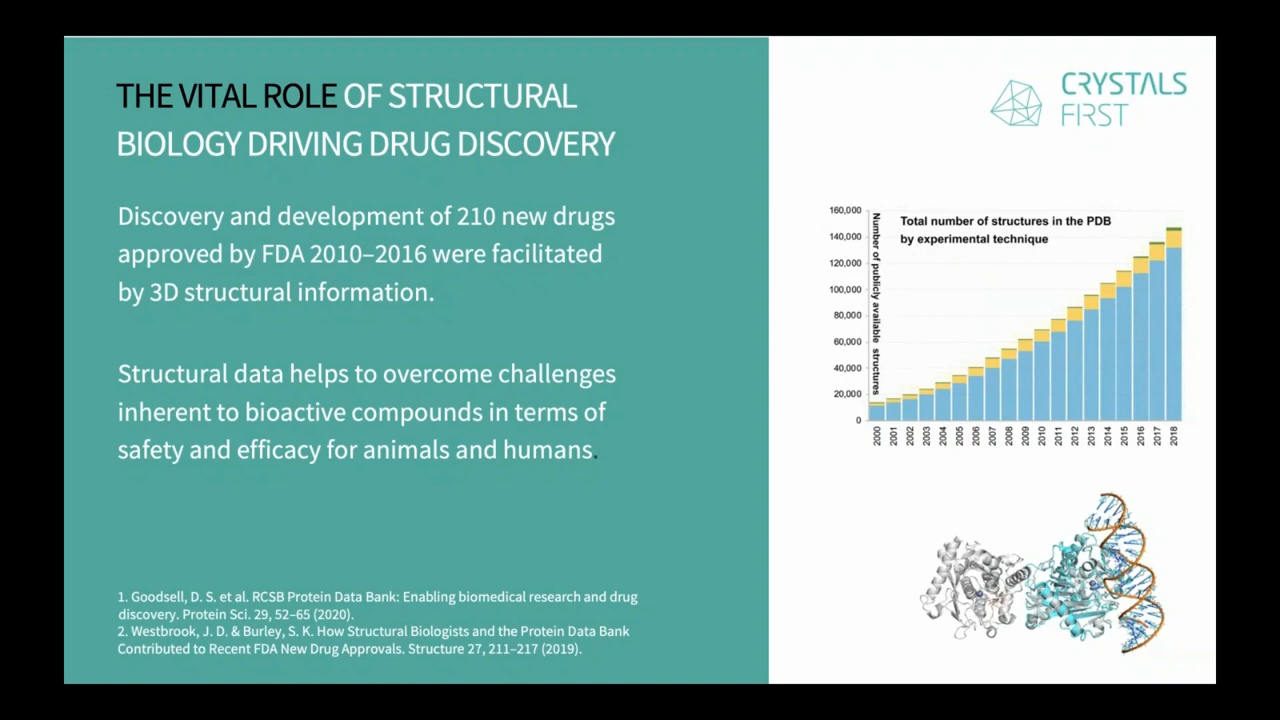 THE VITAL ROLE OF STRUCTURAL
BIOLOGY DRIVING DRUG DISCOVERY
Discovery and development of 210 new drugs
approved by FDA 2010–2016 were facilitated
by 3D structural information.
Structural data helps to overcome challenges
inherent to bioactive compounds in terms of
safety and efficacy for animals and humans.
1. Goodsell, D. S. et al. RCSB Protein Data Bank: Enabling biomedical research and drug
discovery. Protein Sci. 29, 52–65 (2020).
2. Westbrook, J. D. & Burley, S. K. How Structural Biologists and the Protein Data Bank
Contributed to Recent FDA New Drug Approvals. Structure 27, 211–217 (2019).
CRYSTALS
FIRST
Total number of structures in the PDB
by experimental technique
Number of publicly available structures
160,000
140,000
120,000
100,000
80,000
60,000
40,000
20,000
0
2000 2001 2002 2003 2004 2005 2006 2007 2008 2009 2010 2011 2012 2013 2014 2015 2016 2017 2018